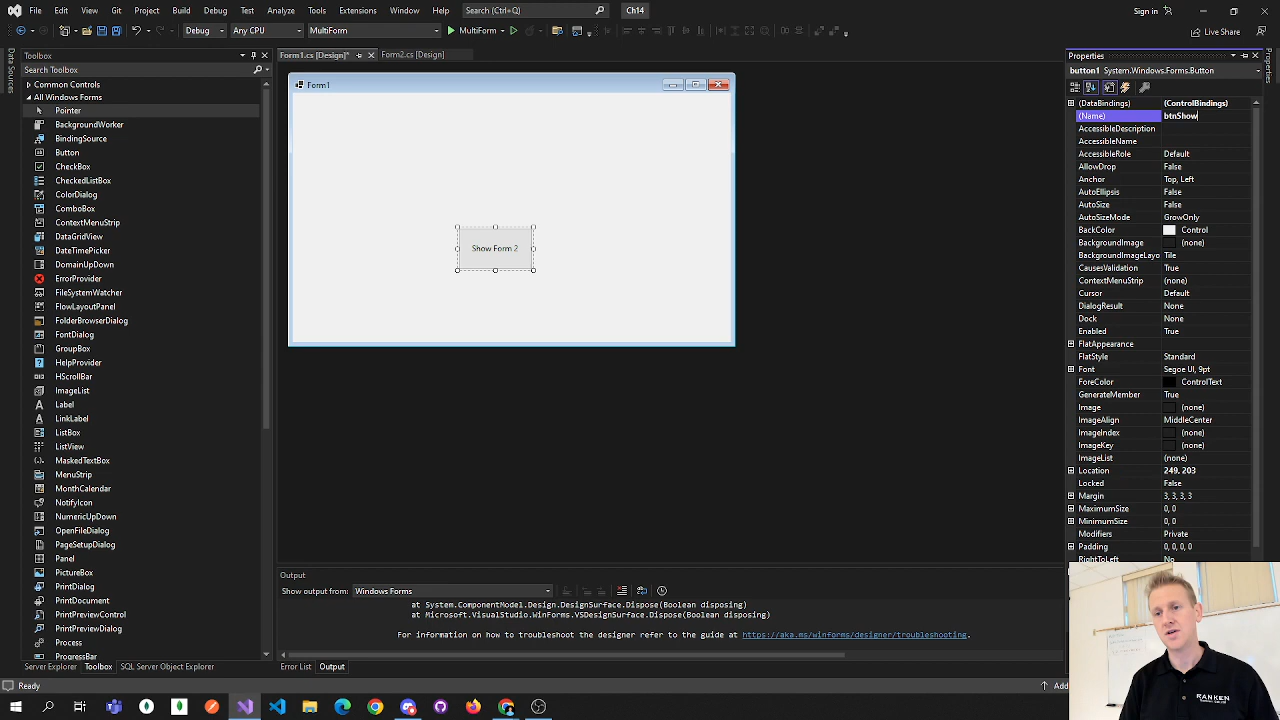 File Edit View Git Project Build Debug Test Analyze Tools Extensions Window Help Search (Ctrl+Q) Ch14 Sign in
Debug Any CPU MultiForm MultiForm Live Share
Data Sources
Toolbox
Search Toolbox
Common Controls
All Windows Forms
Pointer
BackgroundWorker
BindingSource
Button
CheckBox
CheckedListBox
ColorDialog
ComboBox
ContextMenuStrip
DataGridView
DateTimePicker
DomainUpDown
ErrorProvider
FileSystemWatcher
FlowLayoutPanel
FolderBrowserDialog
FontDialog
GroupBox
HelpProvider
HScrollBar
ImageList
Label
LinkLabel
ListBox
ListView
MaskedTextBox
MenuStrip
MonthCalendar
NotifyIcon
NumericUpDown
OpenFileDialog
PageSetupDialog
Panel
PictureBox
PrintDialog
PrintDocument
PrintPreviewControl
PrintPreviewDialog
Process
ProgressBar
Server Explorer Toolbox SQL Server Object Explorer
Form1.cs [Design]* Form2.cs [Design]
Form1
Show Form 2
Output
Show output from: Windows Forms
at System.ComponentModel.Design.DesignSurface.Dispose(Boolean disposing)
at Microsoft.VisualStudio.WinForms.VSDesignSurface.Dispose(Boolean disposing)
For information on how to troubleshoot the designer refer to the guide at https://aka.ms/winforms/designer/troubleshooting.
Error List Output
Properties
button1 System.Windows.Forms.Button
(DataBindings) (ControlBindings)
(Name) btnShow
AccessibleDescription
AccessibleName
AccessibleRole Default
AllowDrop False
Anchor Top, Left
AutoEllipsis False
AutoSize False
AutoSizeMode GrowOnly
BackColor Control
BackgroundImage (none)
BackgroundImageLayo Tile
CausesValidation True
ContextMenuStrip (none)
Cursor Default
DialogResult None
Dock None
Enabled True
FlatAppearance
FlatStyle Standard
Font Segoe UI, 9pt
ForeColor ControlText
GenerateMember True
Image (none)
ImageAlign MiddleCenter
ImageIndex (none)
ImageKey (none)
ImageList (none)
Location 249, 203
Locked False
Margin 3, 3, 3, 3
MaximumSize 0, 0
MinimumSize 0, 0
Modifiers Private
Padding 0, 0, 0, 0
RightToLeft No
Properties
Ready
Add
RANKEN